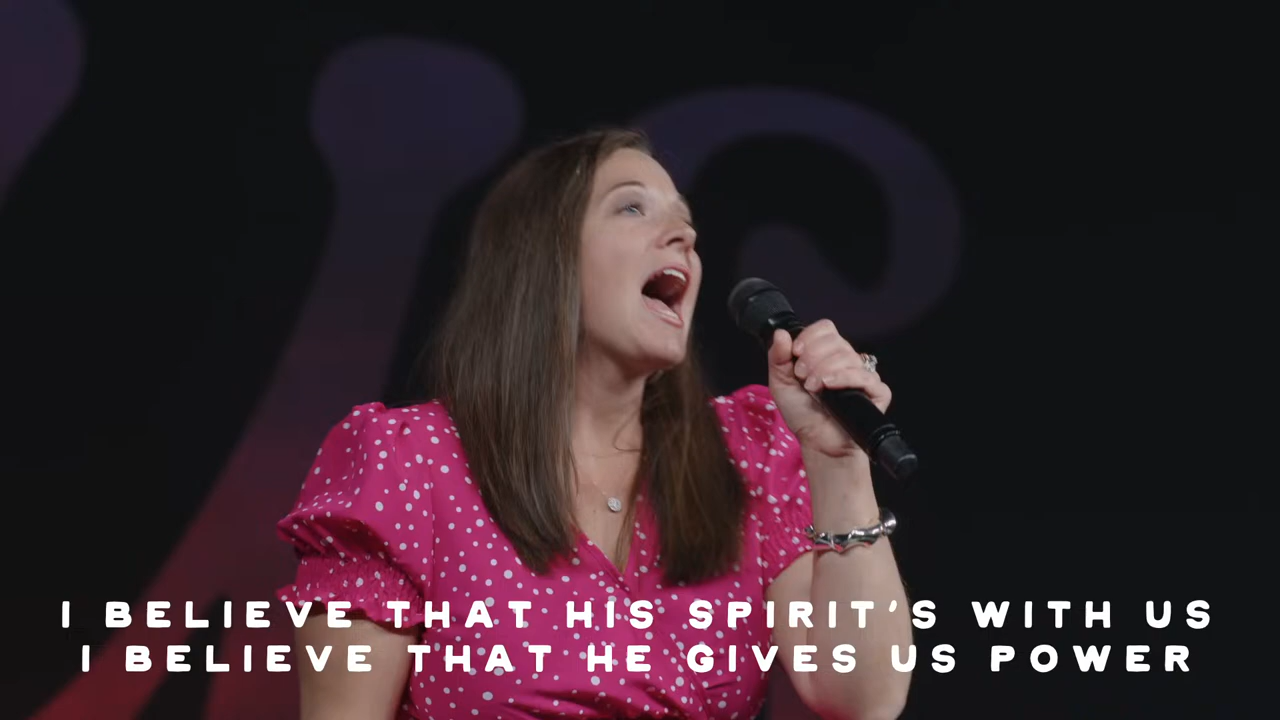 I BELIEVE THAT HIS SPIRIT'S WITH US
I BELIEVE THAT HE GIVES US POWER